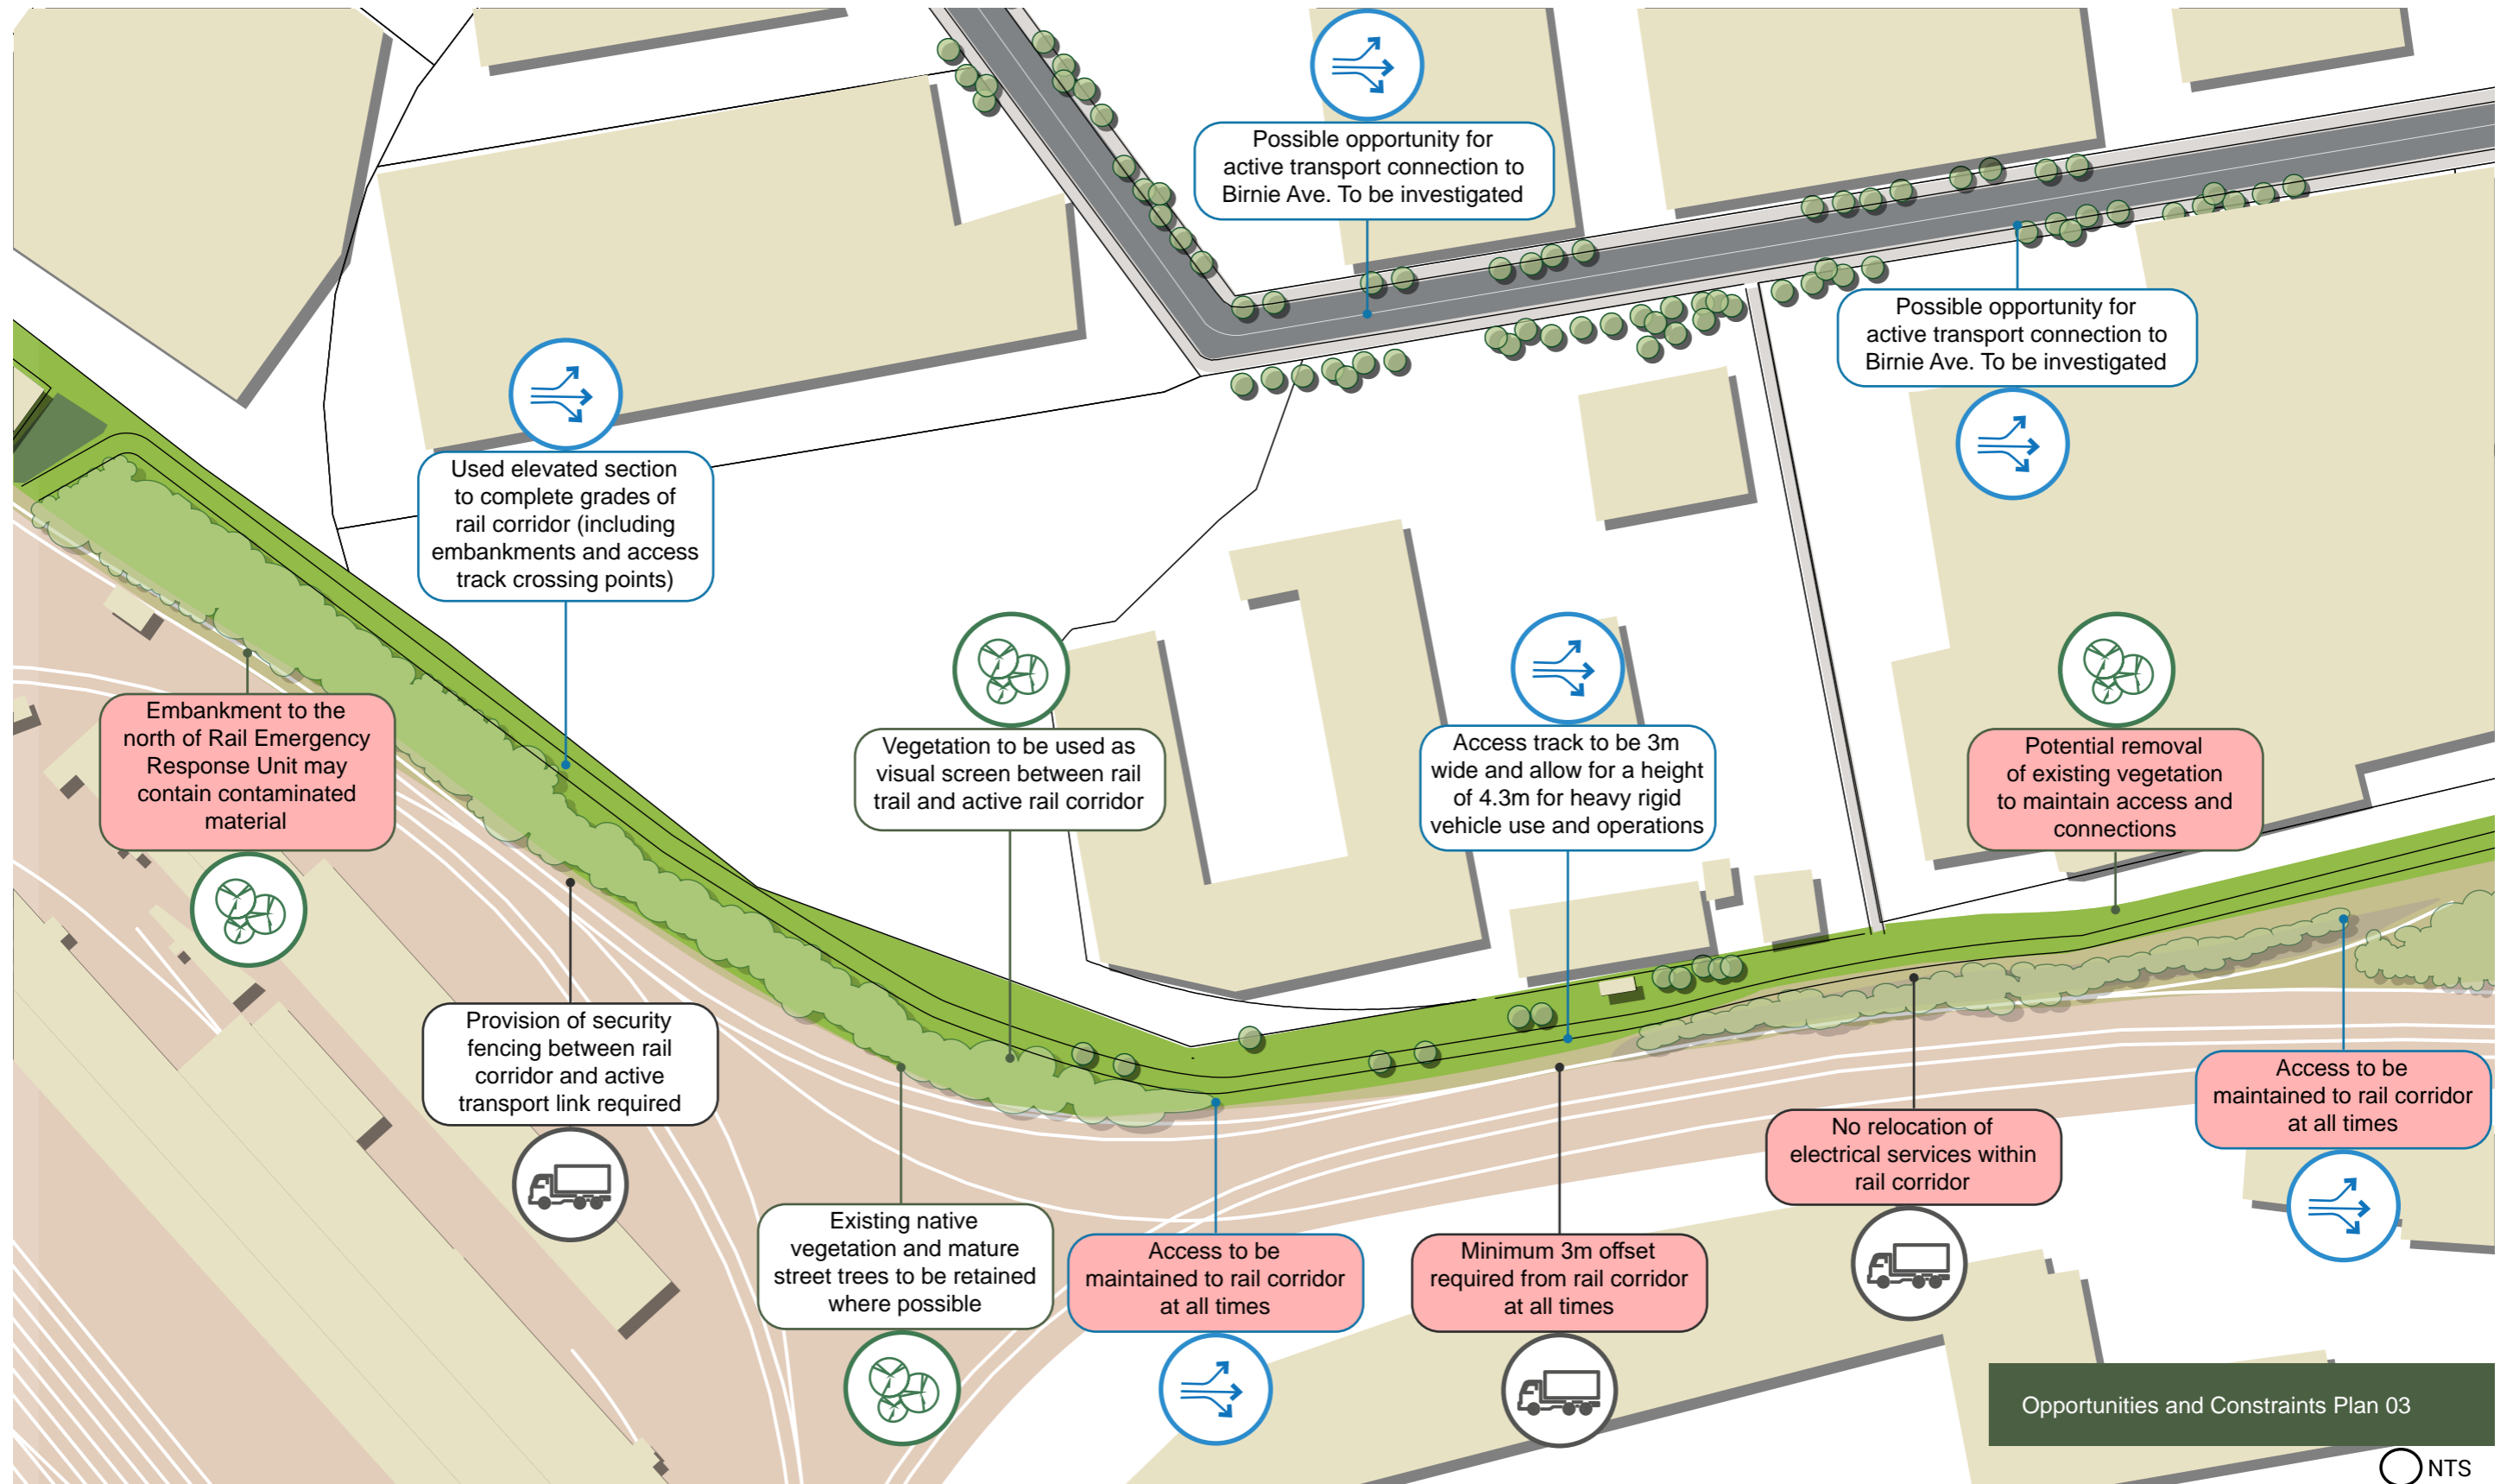 Possible opportunity for
active transport connection to
Birnie Ave. To be investigated
Possible opportunity for
active transport connection to
Birnie Ave. To be investigated
Used elevated section
to complete grades of
rail corridor (including
embankments and access
track crossing points)
Embankment to the
north of Rail Emergency
Response Unit may
contain contaminated
material
Vegetation to be used as
visual screen between rail
trail and active rail corridor
Access track to be 3m
wide and allow for a height
of 4.3m for heavy rigid
vehicle use and operations
Potential removal
of existing vegetation
to maintain access and
connections
Provision of security
fencing between rail
corridor and active
transport link required
Existing native
vegetation and mature
street trees to be retained
where possible
Access to be
maintained to rail corridor
at all times
Minimum 3m offset
required from rail corridor
at all times
No relocation of
electrical services within
rail corridor
Access to be
maintained to rail corridor
at all times
Opportunities and Constraints Plan 03
NTS